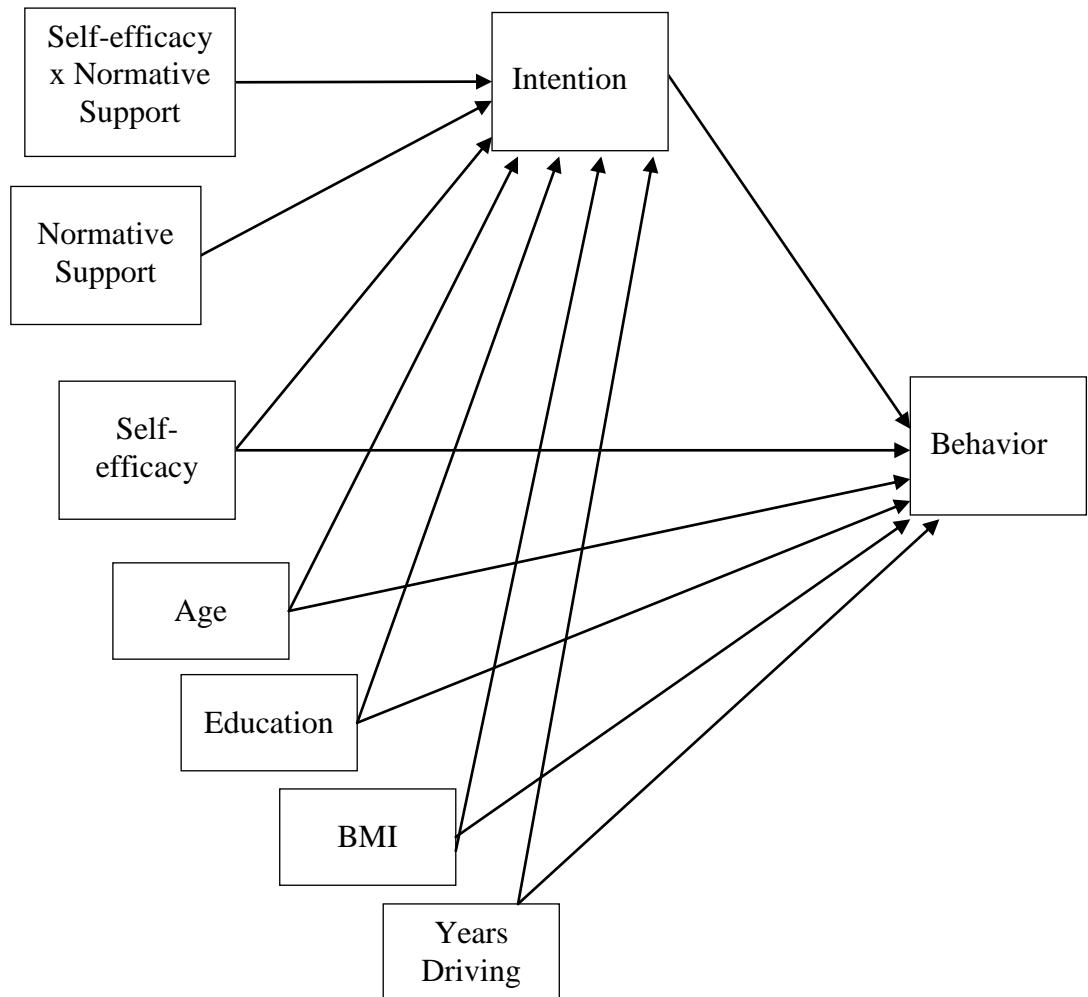 Self-efficacy
x Normative
Support
Intention
Normative
Support
Self-
efficacy
Behavior
Age
Education
BMI
Years
Driving